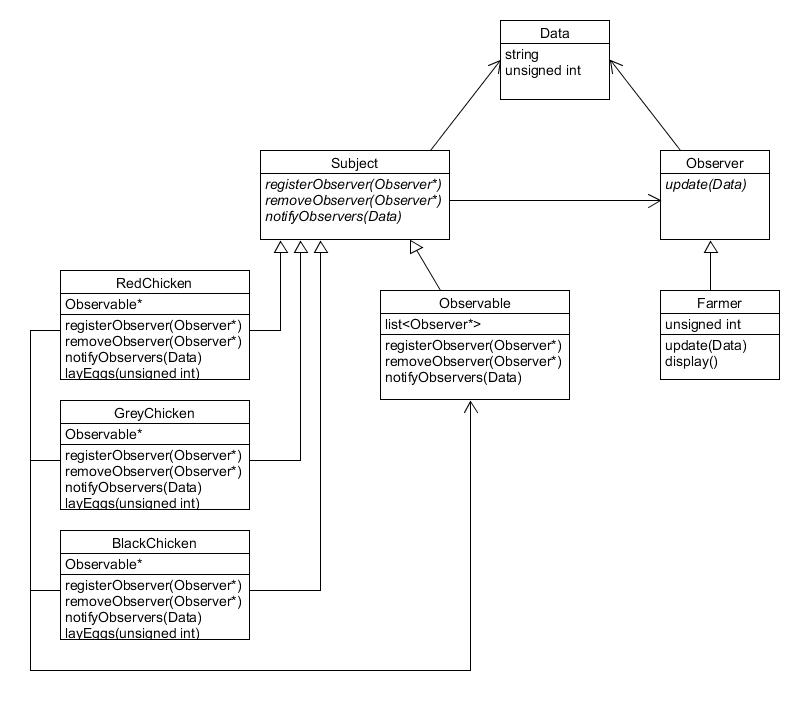 Data
string
unsigned int
Subject
registerObserver(Observer*)
removeObserver(Observer*)
notifyObservers(Data)
Observer
update(Data)
RedChicken
Observable*
registerObserver(Observer*)
removeObserver(Observer*)
notifyObservers(Data)
layEggs(unsigned int)
Observable
list<Observer*>
registerObserver(Observer*)
removeObserver(Observer*)
notifyObservers(Data)
Farmer
unsigned int
update(Data)
display()
GreyChicken
Observable*
registerObserver(Observer*)
removeObserver(Observer*)
notifyObservers(Data)
layEggs(unsigned int)
BlackChicken
Observable*
registerObserver(Observer*)
removeObserver(Observer*)
notifyObservers(Data)
layEggs(unsigned int)